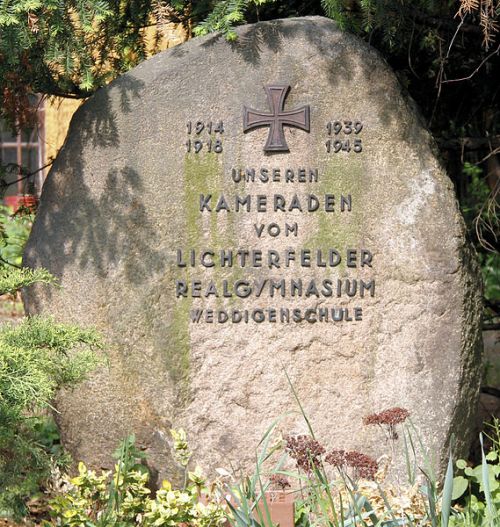 1914 1939
1918 1945
UNSEREN
KAMERADEN
VOM
LICHTERFELDER
REALGYMNASIUM
WEDDIGENSCHULE